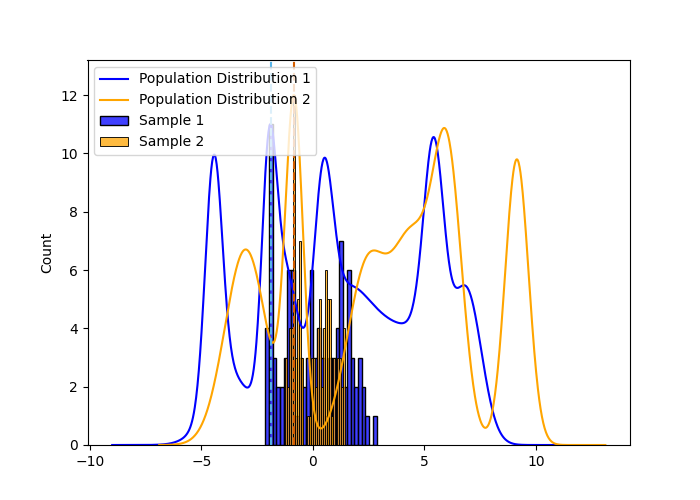 Population Distribution 1
Population Distribution 2
Sample 1
Sample 2
Count
12
10
8
6
4
2
0
−10
−5
0
5
10